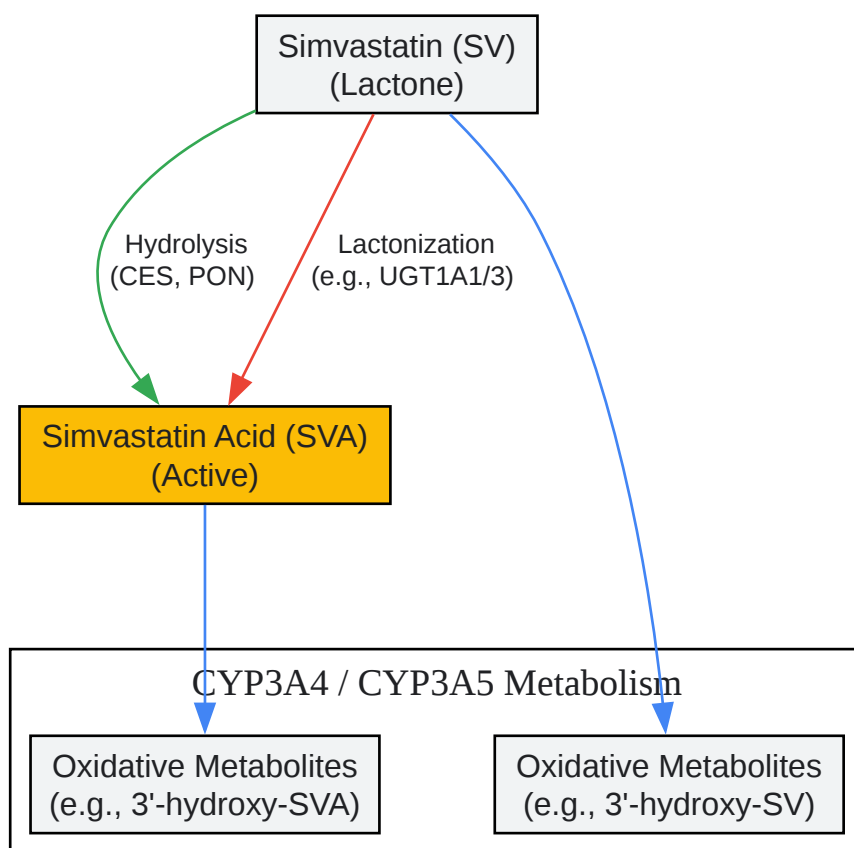 Simvastatin (SV)
(Lactone)
Hydrolysis
(CES, PON)
Lactonization
(e.g., UGT1A1/3)
Simvastatin Acid (SVA)
(Active)
CYP3A4 / CYP3A5 Metabolism
Oxidative Metabolites
(e.g., 3'-hydroxy-SVA)
Oxidative Metabolites
(e.g., 3'-hydroxy-SV)